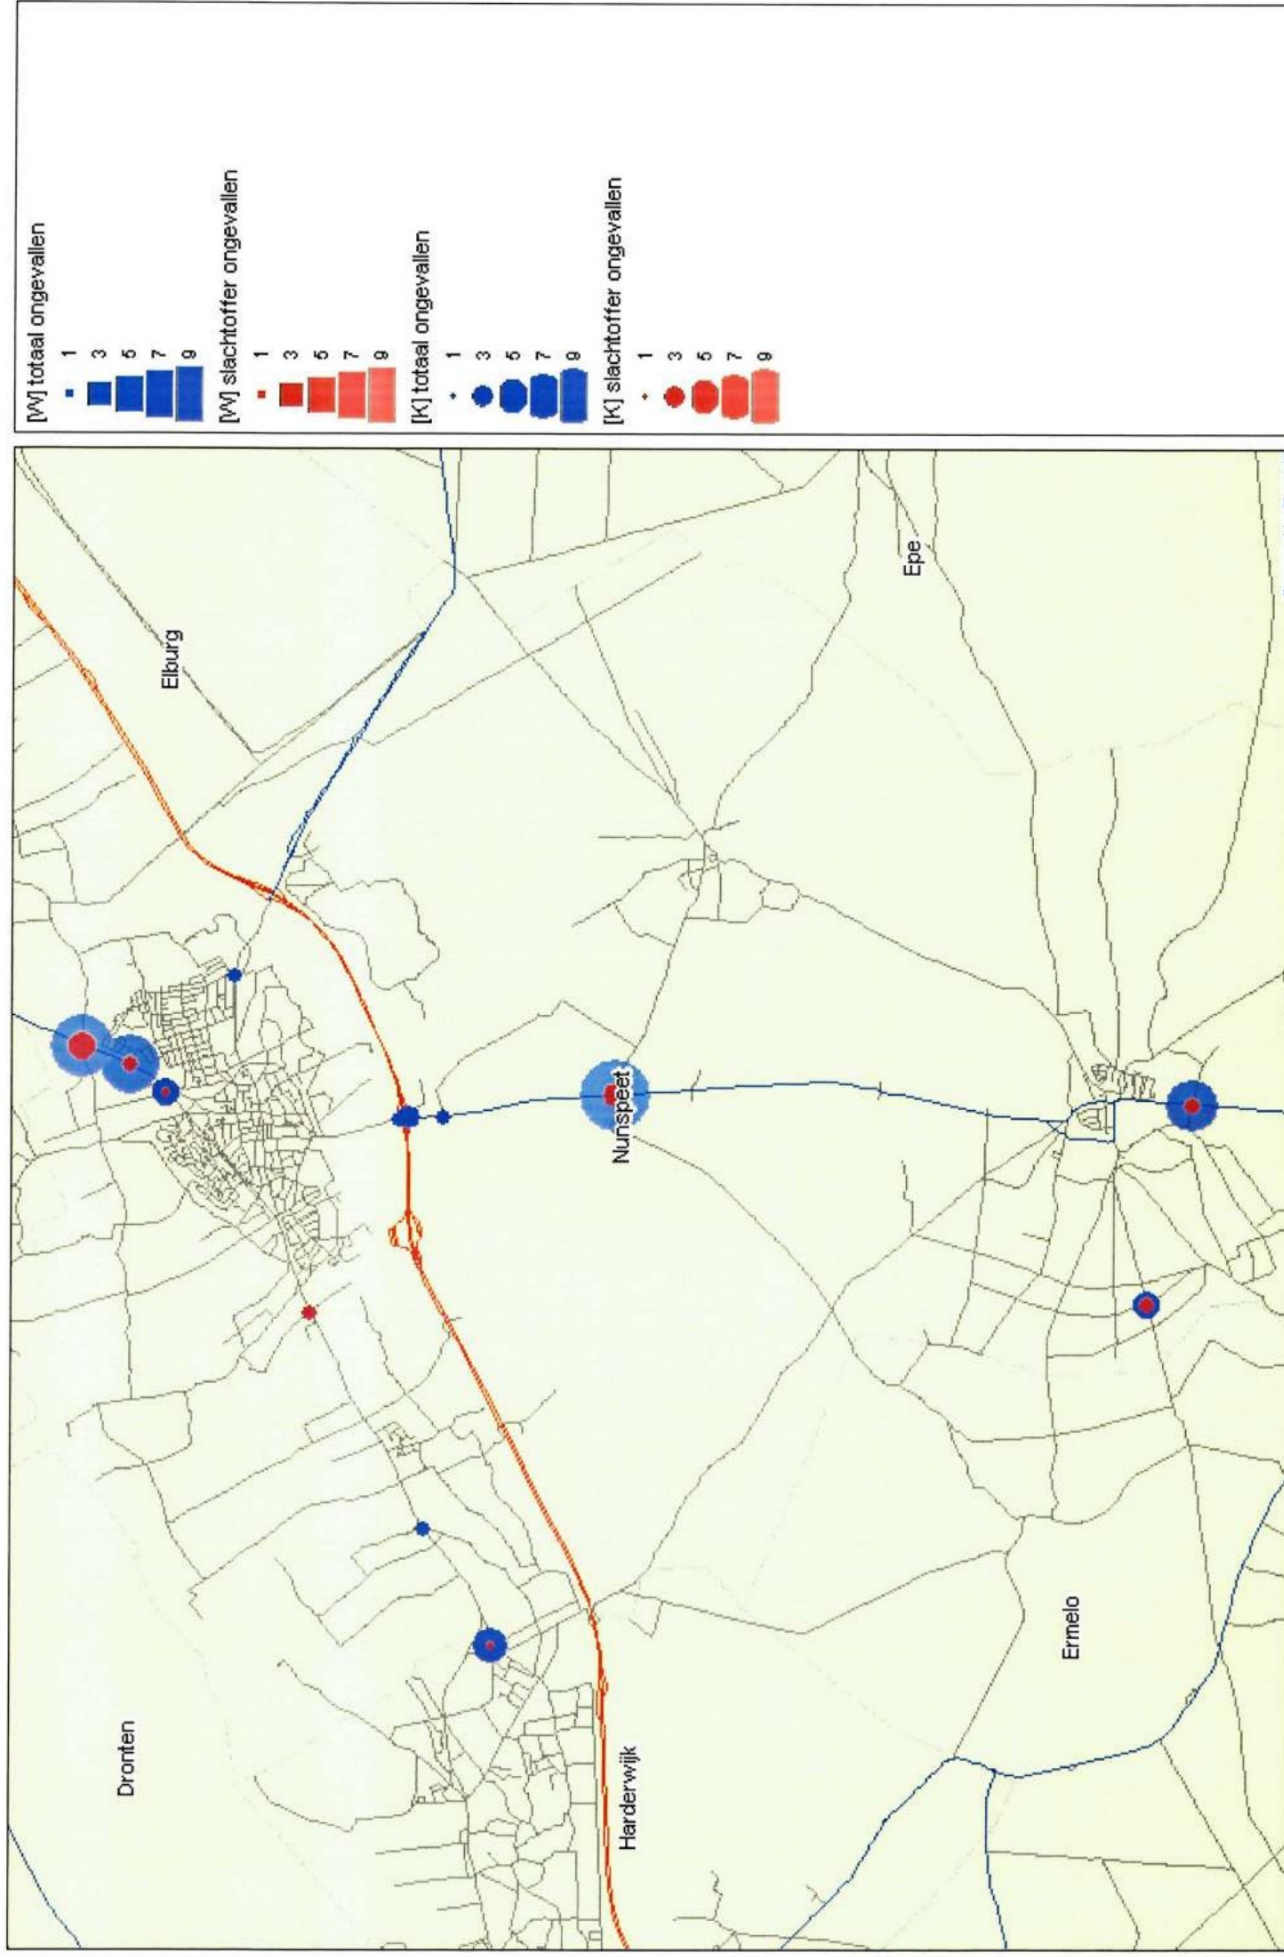 [W] totaal ongevallen
1
3
5
7
9
[W] slachtoffer ongevallen
1
3
5
7
9
[K] totaal ongevallen
1
3
5
7
9
[K] slachtoffer ongevallen
1
3
5
7
9
Elburg
Epe
Nunspeet
Dronten
Harderwijk
Ermelo